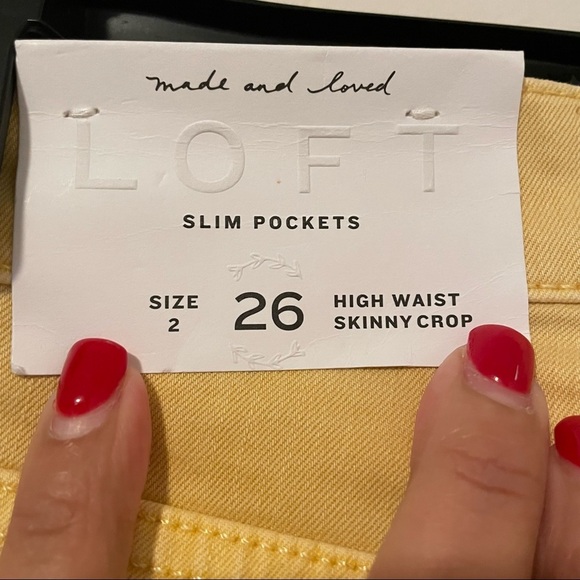 made and loved
LOFT
SLIM POCKETS
SIZE 2
26
HIGH WAIST
SKINNY CROP